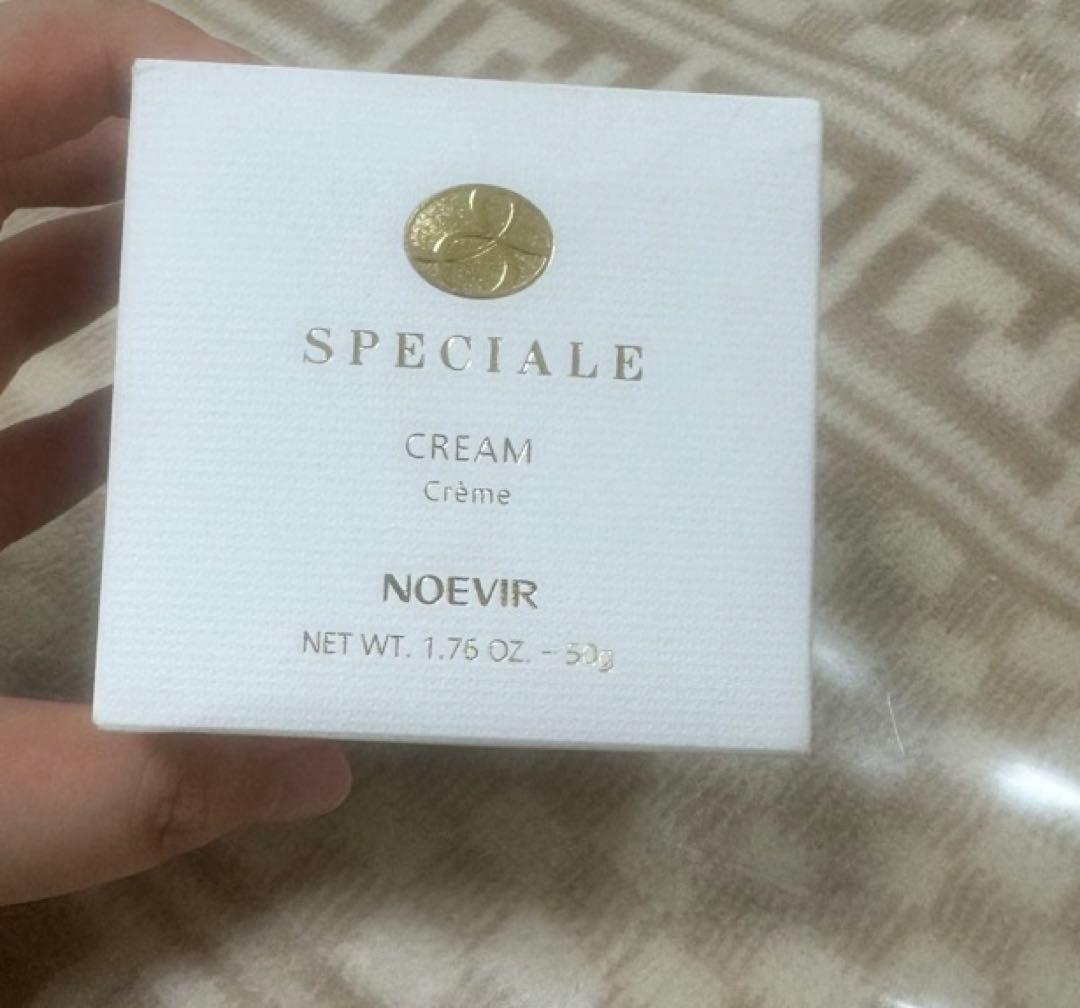 SPECIALE
CREAM
Crème
NOEVIR
NET WT. 1.76 OZ. - 50g